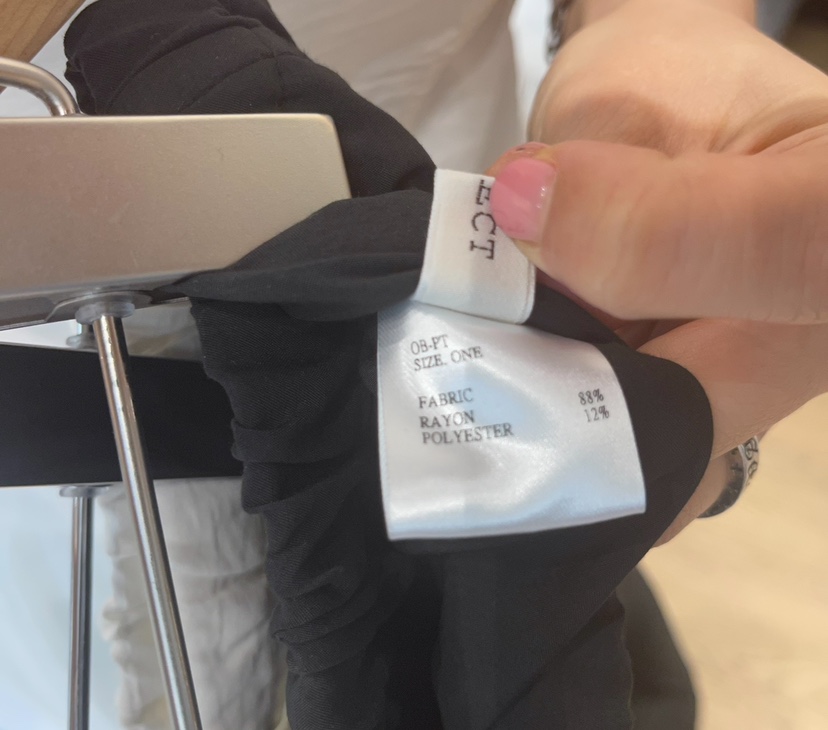 ECT
OB-PT
SIZE. ONE
FABRIC
RAYON 88%
POLYESTER 12%